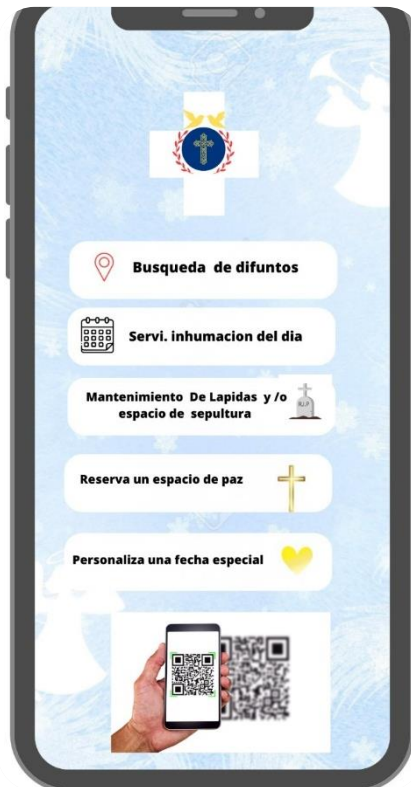 Busqueda de difuntos
Servi. inhumacion del dia
Mantenimiento De Lapidas y /o
espacio de sepultura
R.I.P
Reserva un espacio de paz
Personaliza una fecha especial